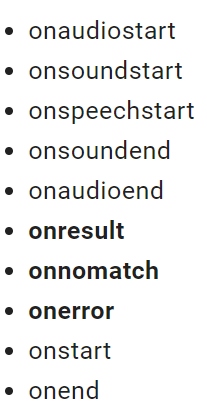 onaudiostart
onsoundstart
onspeechstart
onsoundend
onaudioend
onresult
onnomatch
onerror
onstart
onend